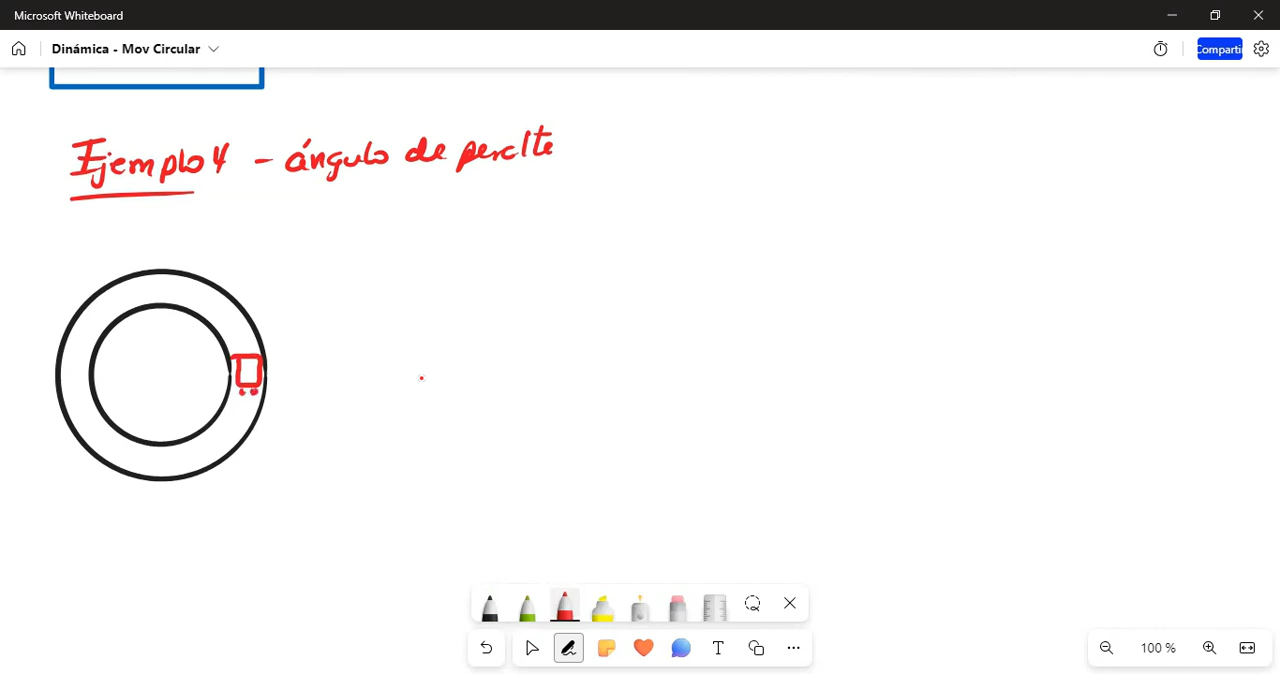 Microsoft Whiteboard
Dinámica - Mov Circular
Comparti
Ejemplo 4 - ángulo de peralte
100 %